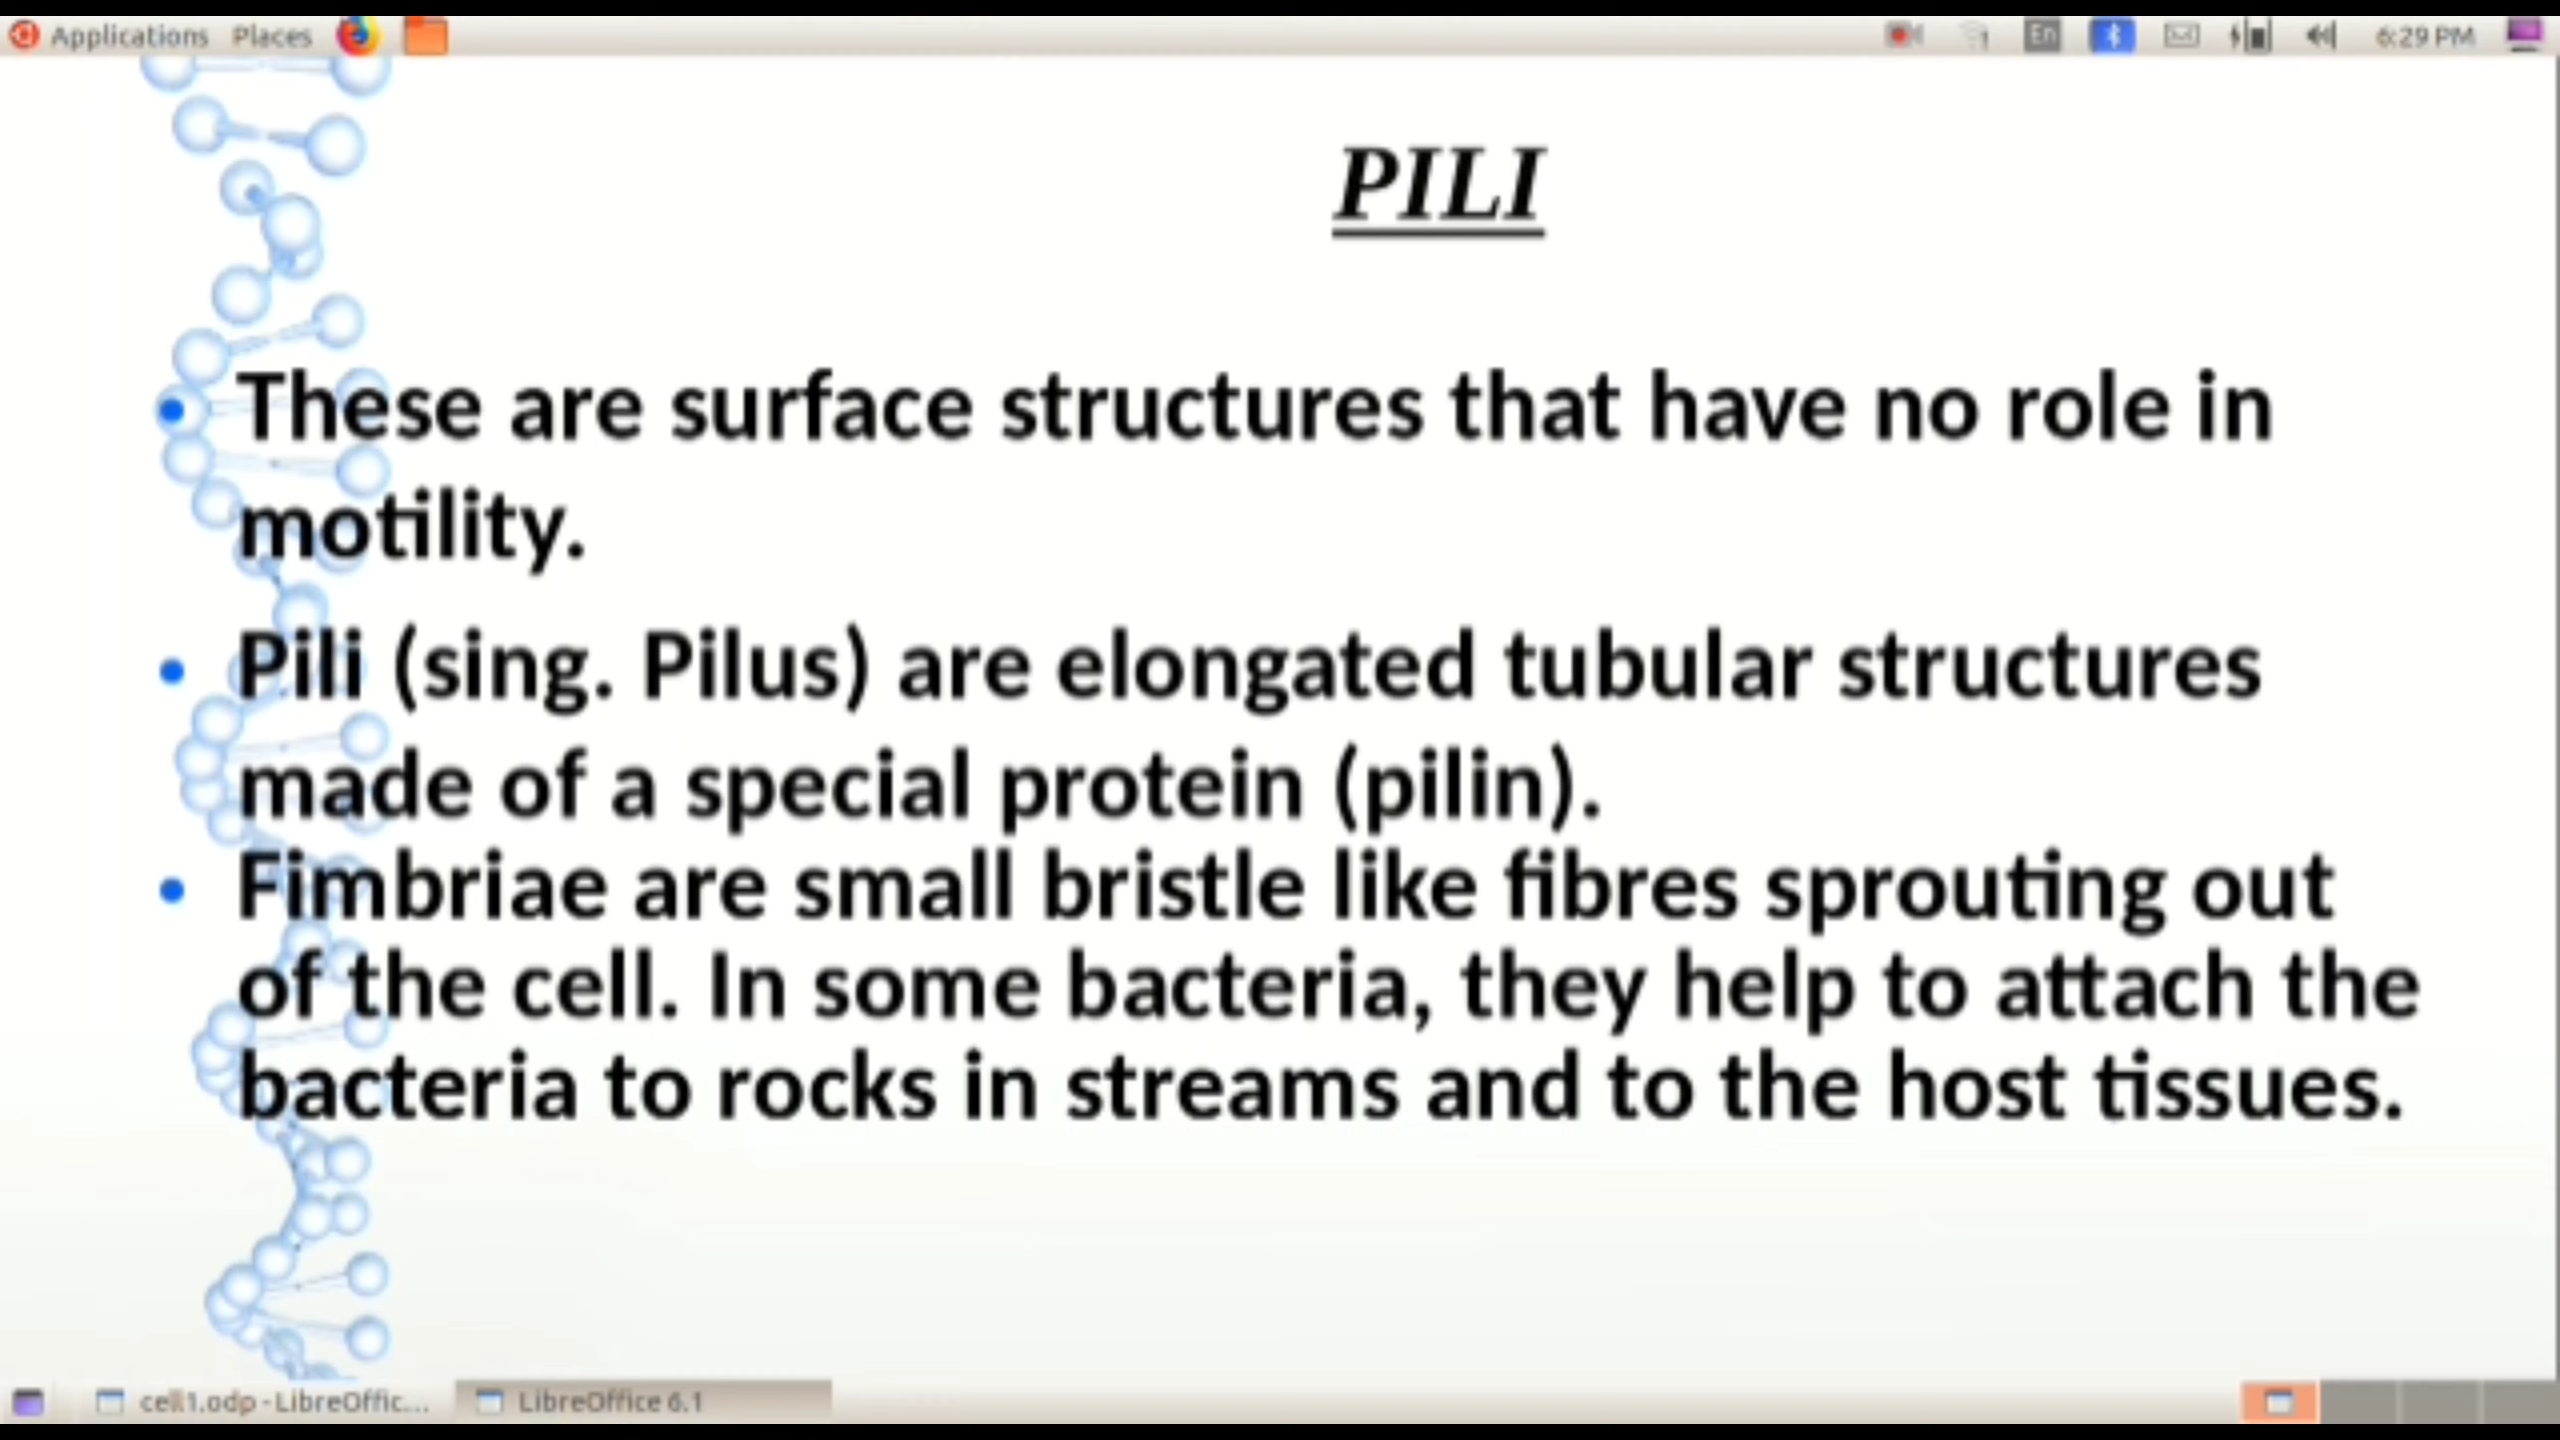 Applications Places En 6:29 PM
PILI
These are surface structures that have no role in
motility.
Pili (sing. Pilus) are elongated tubular structures
made of a special protein (pilin).
Fimbriae are small bristle like fibres sprouting out
of the cell. In some bacteria, they help to attach the
bacteria to rocks in streams and to the host tissues.
cell1.odp - LibreOffic... LibreOffice 6.1